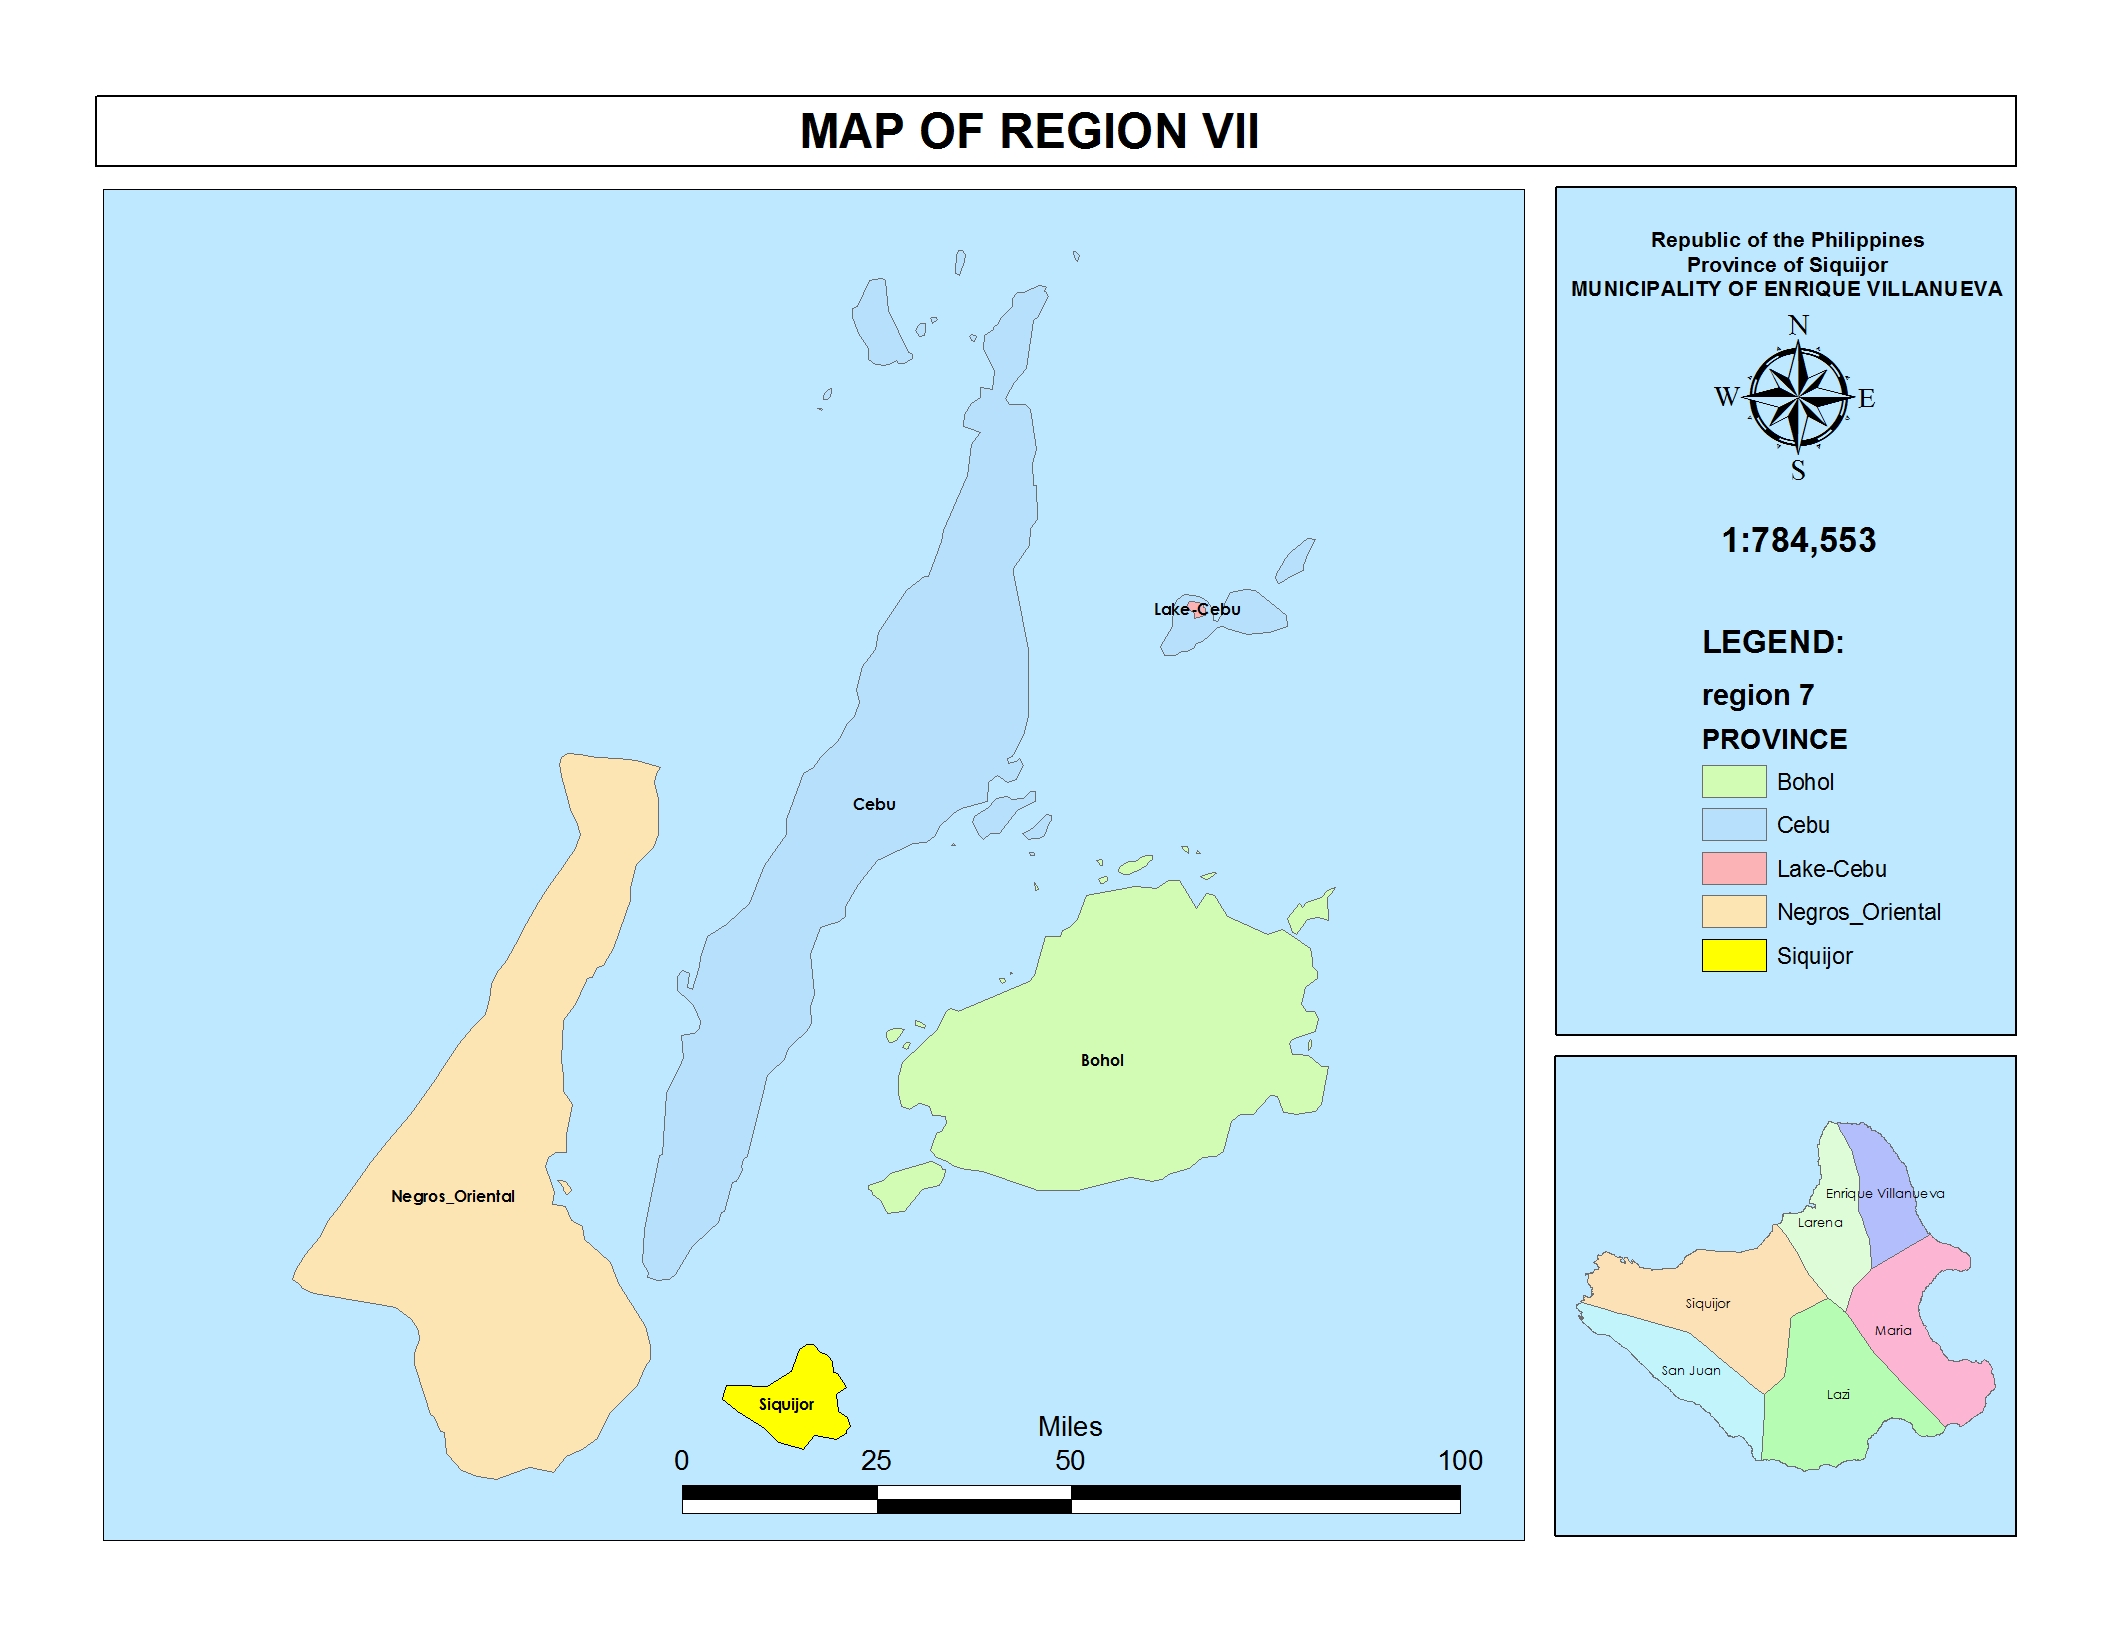 MAP OF REGION VII
Republic of the Philippines
Province of Siquijor
MUNICIPALITY OF ENRIQUE VILLANUEVA
N
W E
S
1:784,553
LEGEND:
region 7
PROVINCE
Bohol
Cebu
Lake-Cebu
Negros_Oriental
Siquijor
Lake-Cebu
Cebu
Bohol
Negros_Oriental
Siquijor
Miles
0 25 50 100
Enrique Villanueva
Larena
Siquijor
Maria
San Juan
Lazi